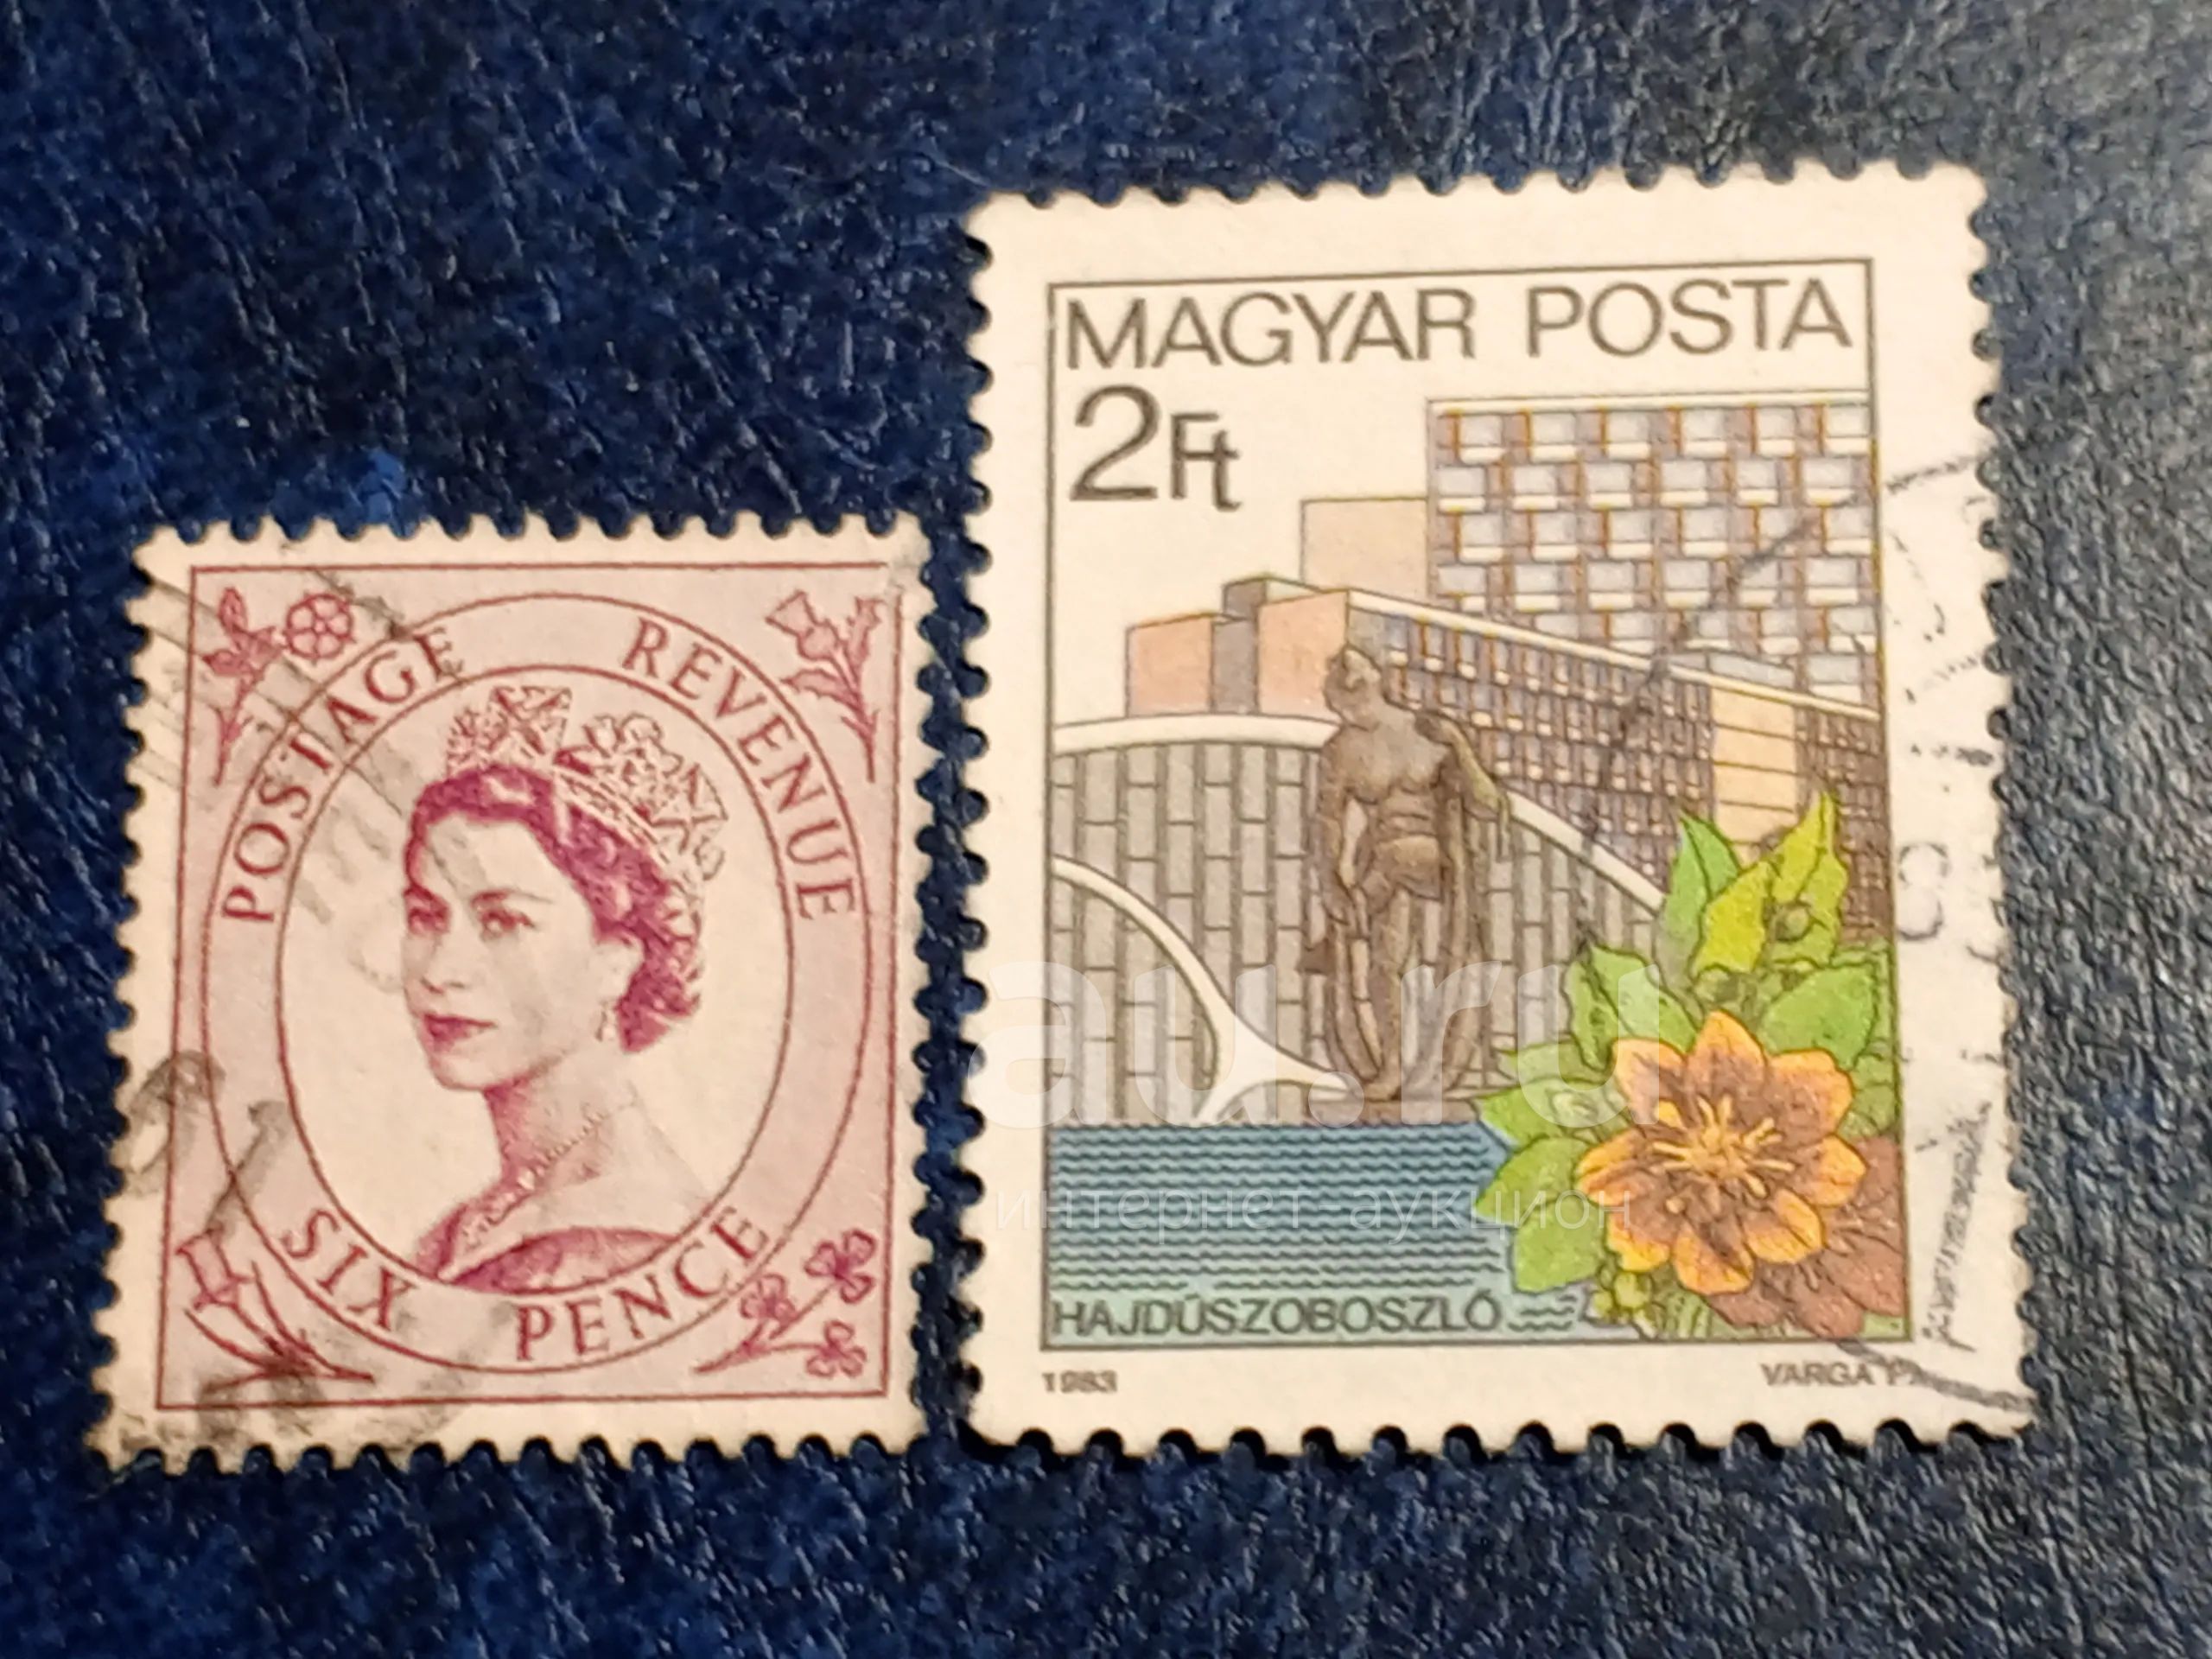 POSTAGE REVENUE
SIX PENCE
MAGYAR POSTA
2Ft
HAJDÚSZOBOSZLÓ
1983
VARGA
au.ru
интернет аукцион